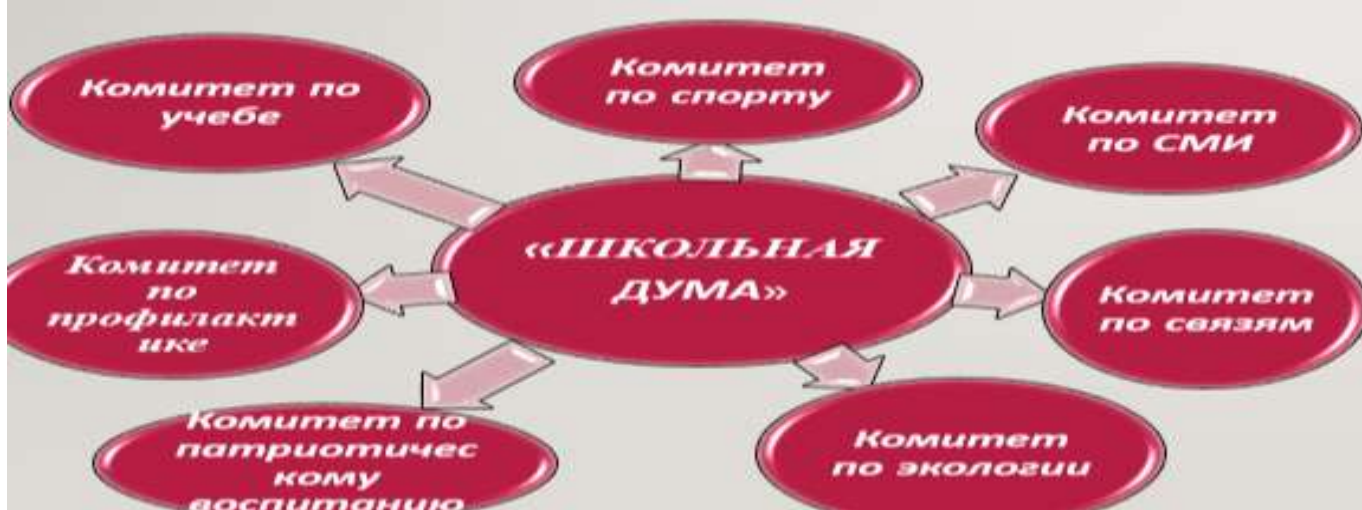 Комитет по
учебе
Комитет
по спорту
Комитет
по СМИ
«ШКОЛЬНАЯ
ДУМА»
Комитет
по
профилакт
ике
Комитет
по связям
Комитет по
патриотичес
кому
воспитанию
Комитет
по экологии